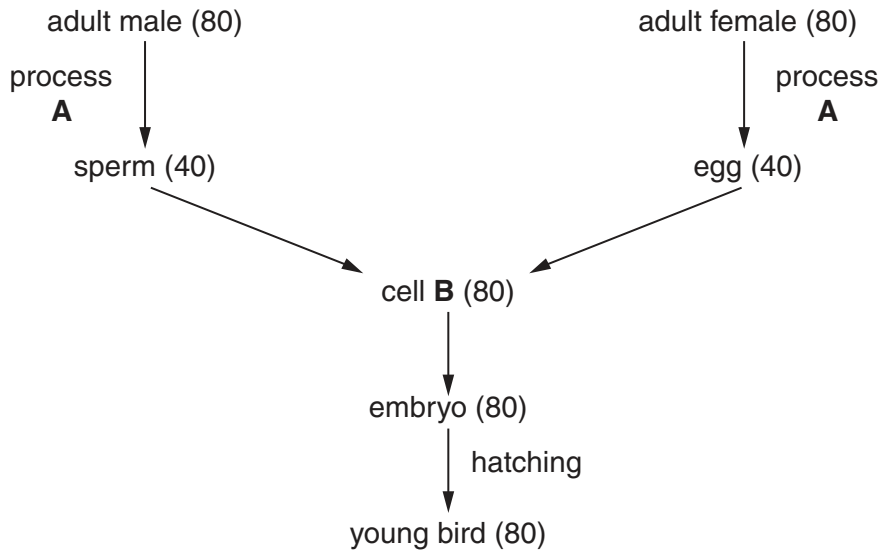 adult male (80)
adult female (80)
process
A
process
A
sperm (40)
egg (40)
cell B (80)
embryo (80)
hatching
young bird (80)